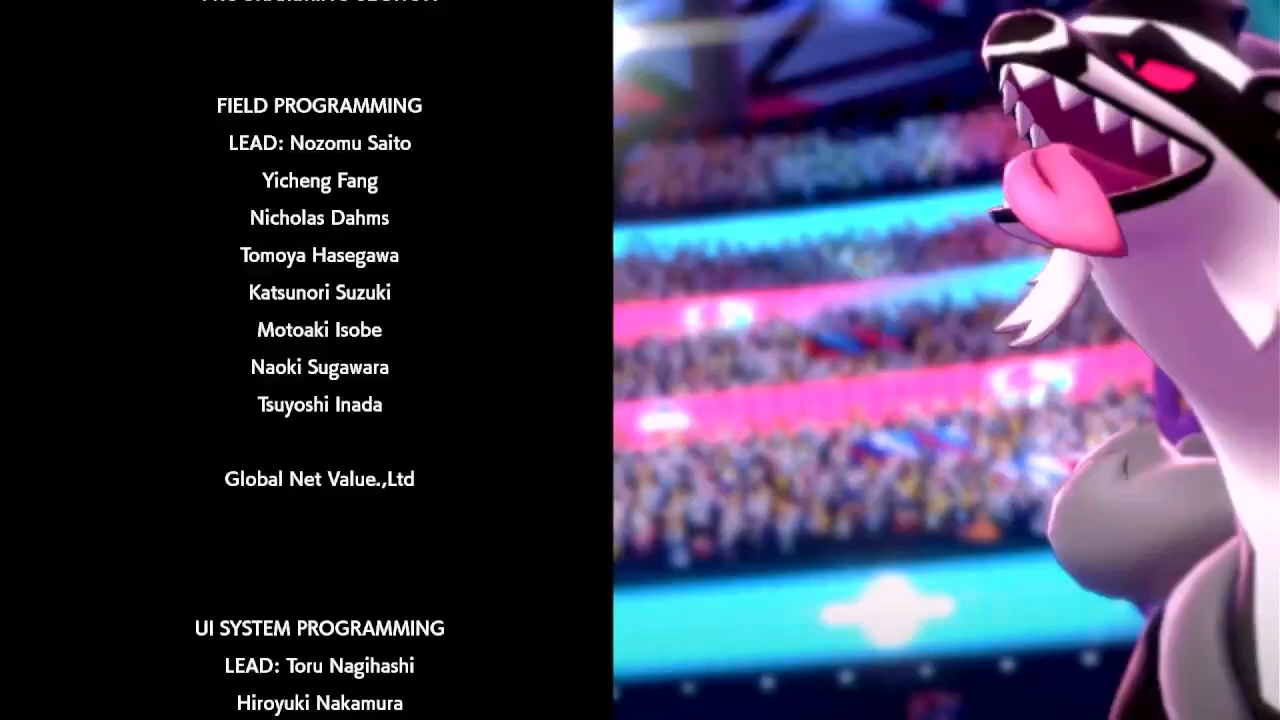 FIELD PROGRAMMING
LEAD: Nozomu Saito
Yicheng Fang
Nicholas Dahms
Tomoya Hasegawa
Katsunori Suzuki
Motoaki Isobe
Naoki Sugawara
Tsuyoshi Inada
Global Net Value.,Ltd
UI SYSTEM PROGRAMMING
LEAD: Toru Nagihashi
Hiroyuki Nakamura